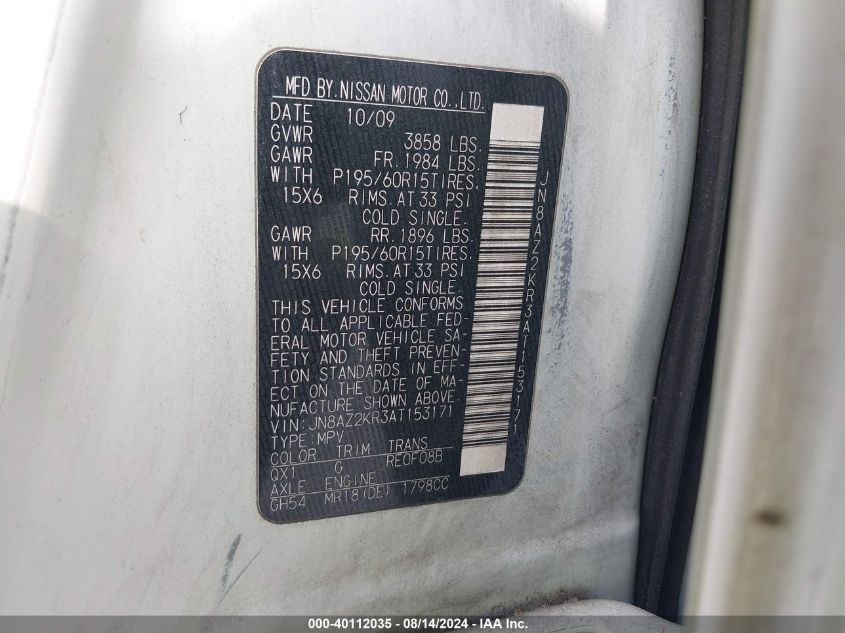 MFD BY.NISSAN MOTOR CO.,LTD.
DATE 10/09
GVWR 3858 LBS.
GAWR FR. 1984 LBS.
WITH P195/60R15TIRES.
15X6 RIMS. AT 33 PSI
COLD SINGLE.
GAWR RR. 1896 LBS.
WITH P195/60R15TIRES.
15X6 RIMS. AT 33 PSI
COLD SINGLE.
THIS VEHICLE CONFORMS
TO ALL APPLICABLE FED-
ERAL MOTOR VEHICLE SA-
FETY AND THEFT PREVEN-
TION STANDARDS IN EFF-
ECT ON THE DATE OF MA-
NUFACTURE SHOWN ABOVE.
VIN: JN8AZ2KR3AT153171
TYPE: MPV
COLOR TRIM TRANS
QX1 G RE0F08B
AXLE ENGINE
GH54 MR18(DE) 1798CC
JN8AZ2KR3AT153171
000-40112035 - 08/14/2024 - IAA Inc.